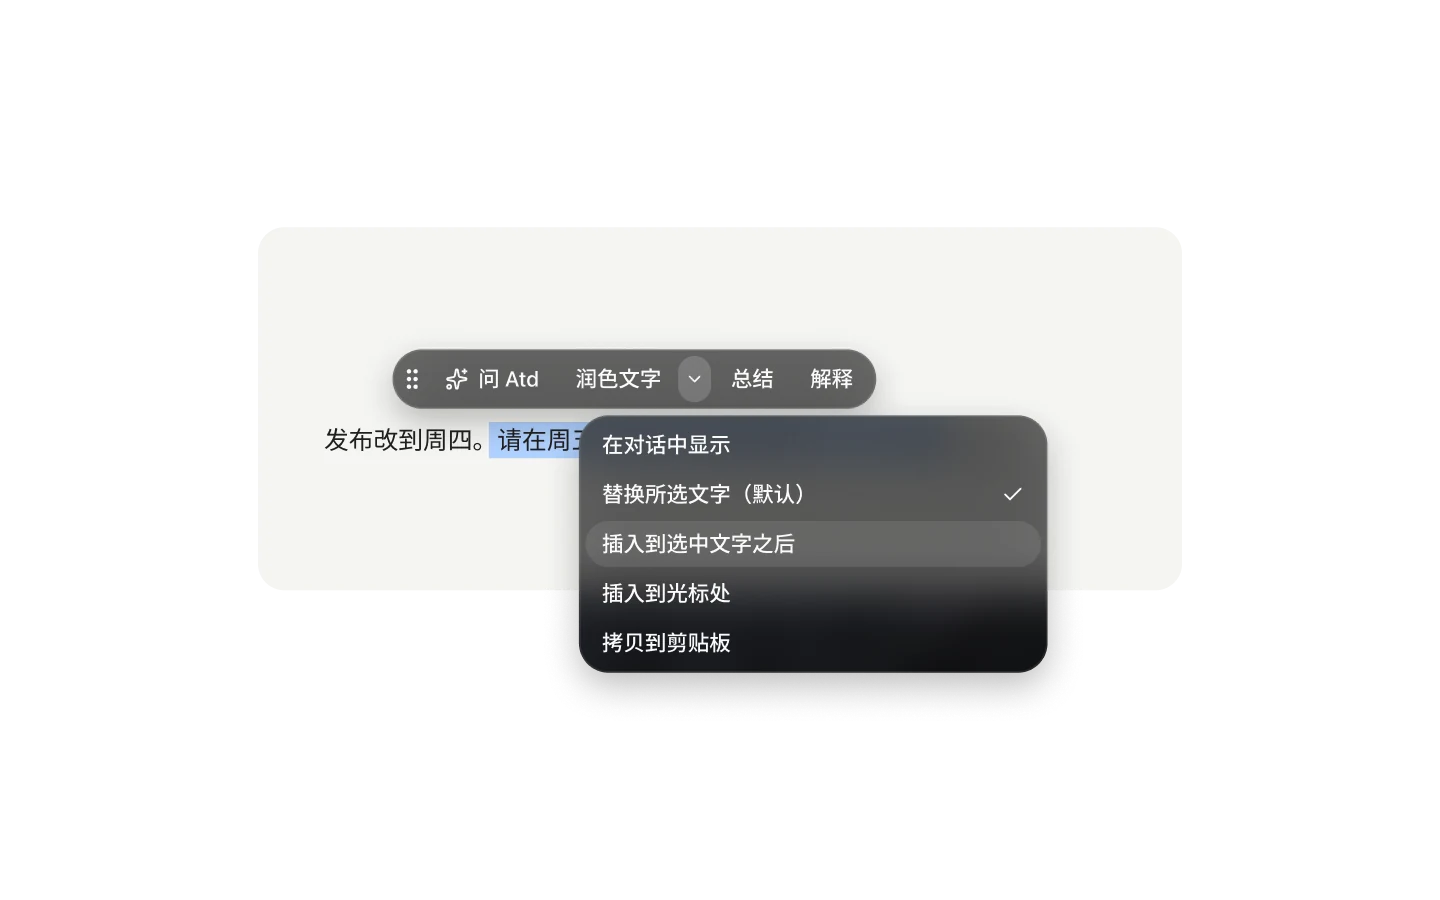 问 Atd 润色文字 总结 解释
发布改到周四。 请在周
在对话中显示
替换所选文字（默认）
插入到选中文字之后
插入到光标处
拷贝到剪贴板